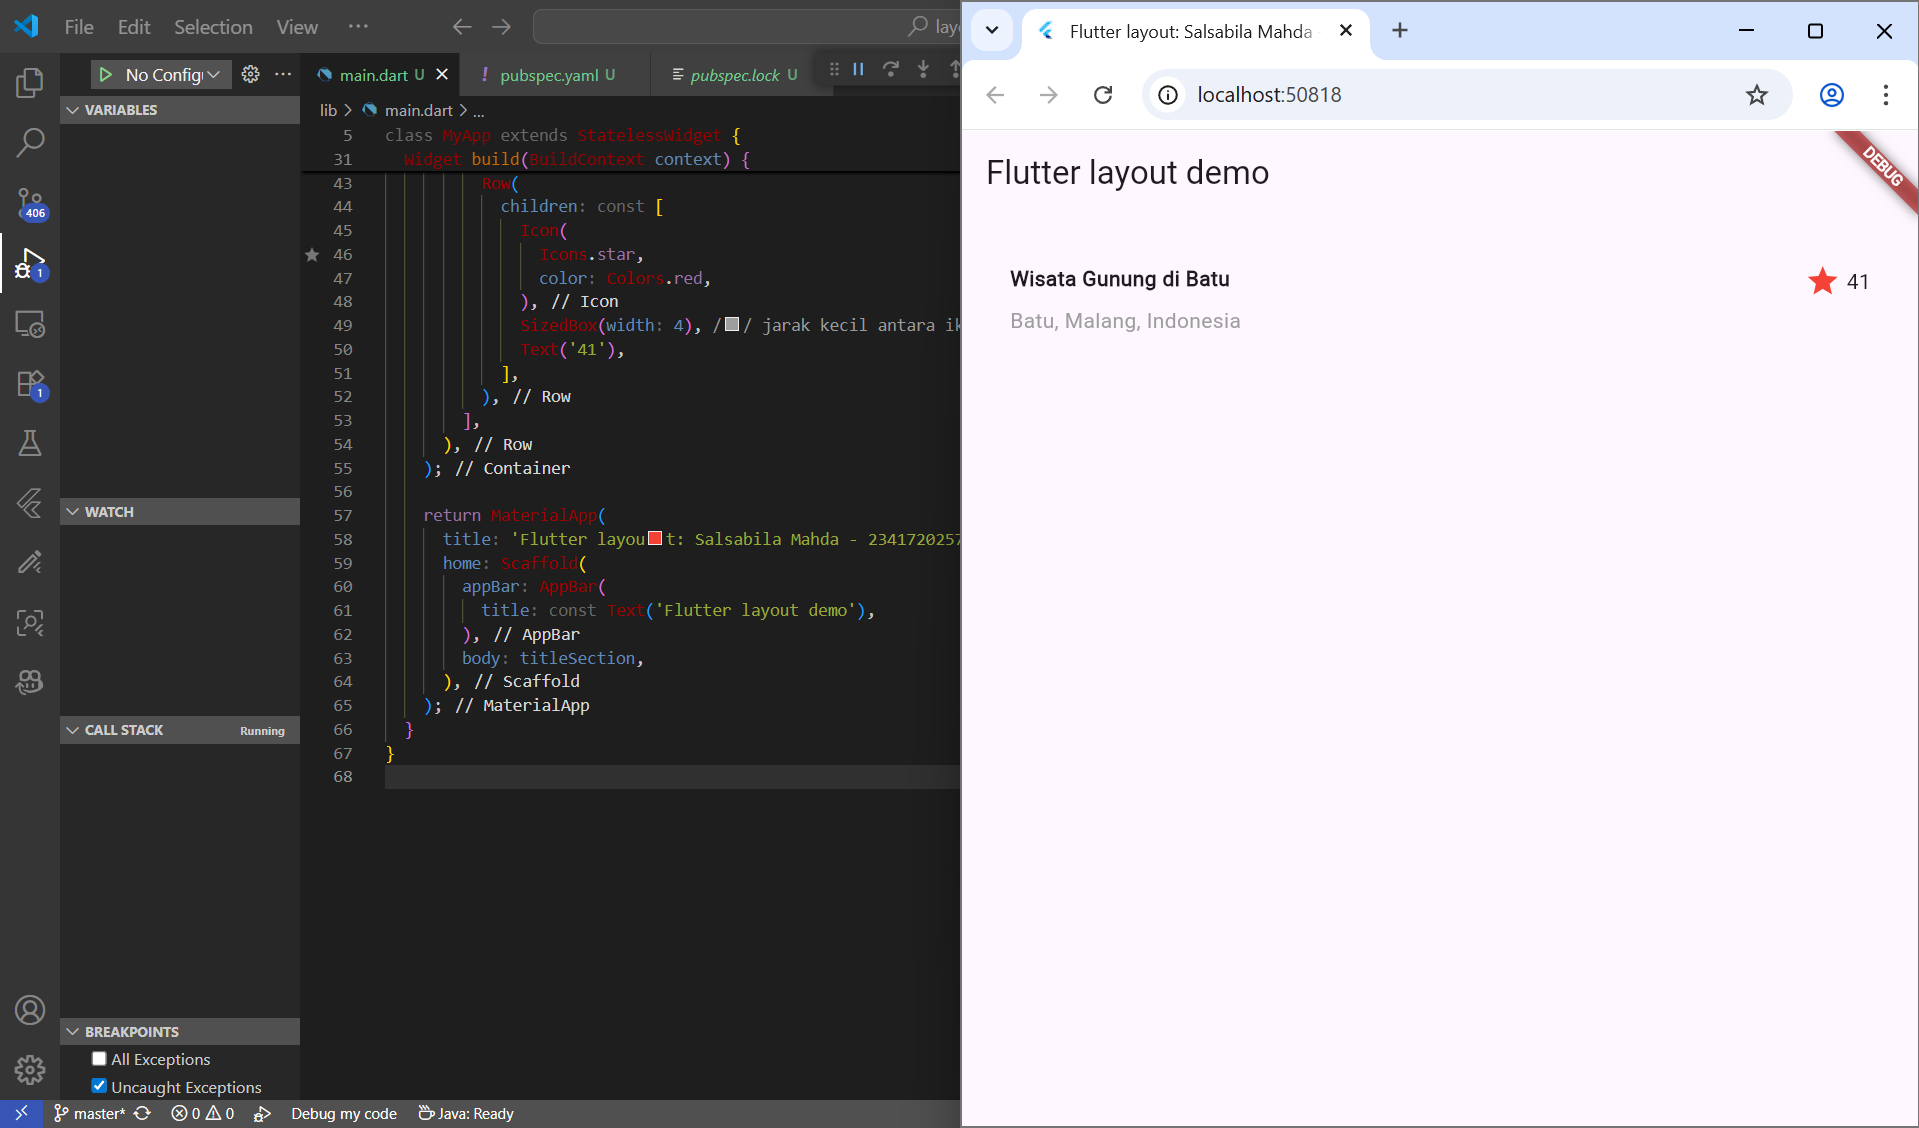 File Edit Selection View ···
lay
No Config
VARIABLES
WATCH
CALL STACK Running
BREAKPOINTS
All Exceptions
Uncaught Exceptions
406
1
1
main.dart U
pubspec.yaml U
pubspec.lock U
lib > main.dart > ...
5 class MyApp extends StatelessWidget {
31 Widget build(BuildContext context) {
43 Row(
44 children: const [
45 Icon(
46 Icons.star,
47 color: Colors.red,
48 ), // Icon
49 SizedBox(width: 4), // jarak kecil antara ik
50 Text('41'),
51 ],
52 ), // Row
53 ],
54 ), // Row
55 ); // Container
56
57 return MaterialApp(
58 title: 'Flutter layout: Salsabila Mahda - 2341720257
59 home: Scaffold(
60 appBar: AppBar(
61 title: const Text('Flutter layout demo'),
62 ), // AppBar
63 body: titleSection,
64 ), // Scaffold
65 ); // MaterialApp
66 }
67 }
68
master* 0 0 Debug my code Java: Ready
Flutter layout: Salsabila Mahda
localhost:50818
Flutter layout demo
DEBUG
Wisata Gunung di Batu
41
Batu, Malang, Indonesia